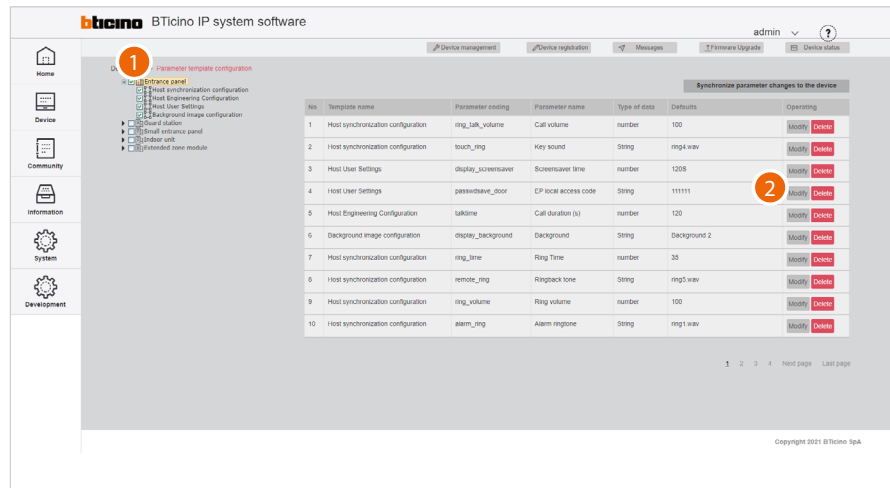 bticino BTicino IP system software
admin ?
Device management Device registration Messages Firmware Upgrade Device status
Home
Device
Community
Information
System
Development
1
Parameter template configuration
Entrance panel
Host synchronization configuration
Host Engineering Configuration
Host User Settings
Background image configuration
Guard station
Small entrance panel
Indoor unit
Extended zone module
Synchronize parameter changes to the device
No Template name Parameter coding Parameter name Type of data Defaults Operating
1 Host synchronization configuration ring_talk_volume Call volume number 100 Modify Delete
2 Host synchronization configuration touch_ring Key sound String ring4.wav Modify Delete
3 Host User Settings display_screensaver Screensaver time number 120S Modify Delete
4 Host User Settings passwdsave_door EP local access code String 111111 2 Modify Delete
5 Host Engineering Configuration talktime Call duration (s) number 120 Modify Delete
6 Background image configuration display_background Background String Background 2 Modify Delete
7 Host synchronization configuration ring_time Ring Time number 35 Modify Delete
8 Host synchronization configuration remote_ring Ringback tone String ring5.wav Modify Delete
9 Host synchronization configuration ring_volume Ring volume number 100 Modify Delete
10 Host synchronization configuration alarm_ring Alarm ringtone String ring1.wav Modify Delete
1 2 3 4 Next page Last page
Copyright 2021 BTicino SpA